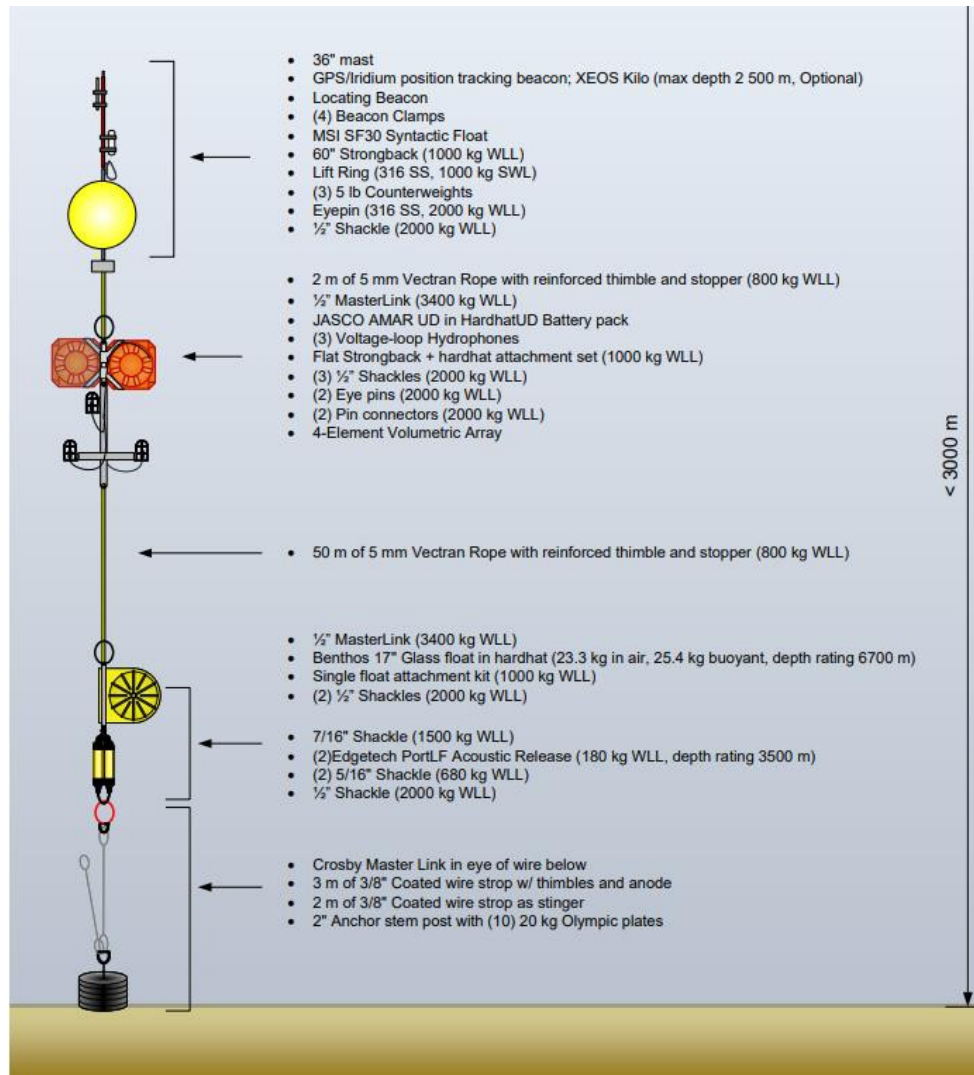 • 36" mast
• GPS/Iridium position tracking beacon; XEOS Kilo (max depth 2 500 m, Optional)
• Locating Beacon
• (4) Beacon Clamps
• MSI SF30 Syntactic Float
• 60" Strongback (1000 kg WLL)
• Lift Ring (316 SS, 1000 kg SWL)
• (3) 5 lb Counterweights
• Eyepin (316 SS, 2000 kg WLL)
• ½" Shackle (2000 kg WLL)
• 2 m of 5 mm Vectran Rope with reinforced thimble and stopper (800 kg WLL)
• ½" MasterLink (3400 kg WLL)
• JASCO AMAR UD in HardhatUD Battery pack
• (3) Voltage-loop Hydrophones
• Flat Strongback + hardhat attachment set (1000 kg WLL)
• (3) ½" Shackles (2000 kg WLL)
• (2) Eye pins (2000 kg WLL)
• (2) Pin connectors (2000 kg WLL)
• 4-Element Volumetric Array
< 3000 m
• 50 m of 5 mm Vectran Rope with reinforced thimble and stopper (800 kg WLL)
• ½" MasterLink (3400 kg WLL)
• Benthos 17" Glass float in hardhat (23.3 kg in air, 25.4 kg buoyant, depth rating 6700 m)
• Single float attachment kit (1000 kg WLL)
• (2) ½" Shackles (2000 kg WLL)
• 7/16" Shackle (1500 kg WLL)
• (2)Edgetech PortLF Acoustic Release (180 kg WLL, depth rating 3500 m)
• (2) 5/16" Shackle (680 kg WLL)
• ½" Shackle (2000 kg WLL)
• Crosby Master Link in eye of wire below
• 3 m of 3/8" Coated wire strop w/ thimbles and anode
• 2 m of 3/8" Coated wire strop as stinger
• 2" Anchor stem post with (10) 20 kg Olympic plates